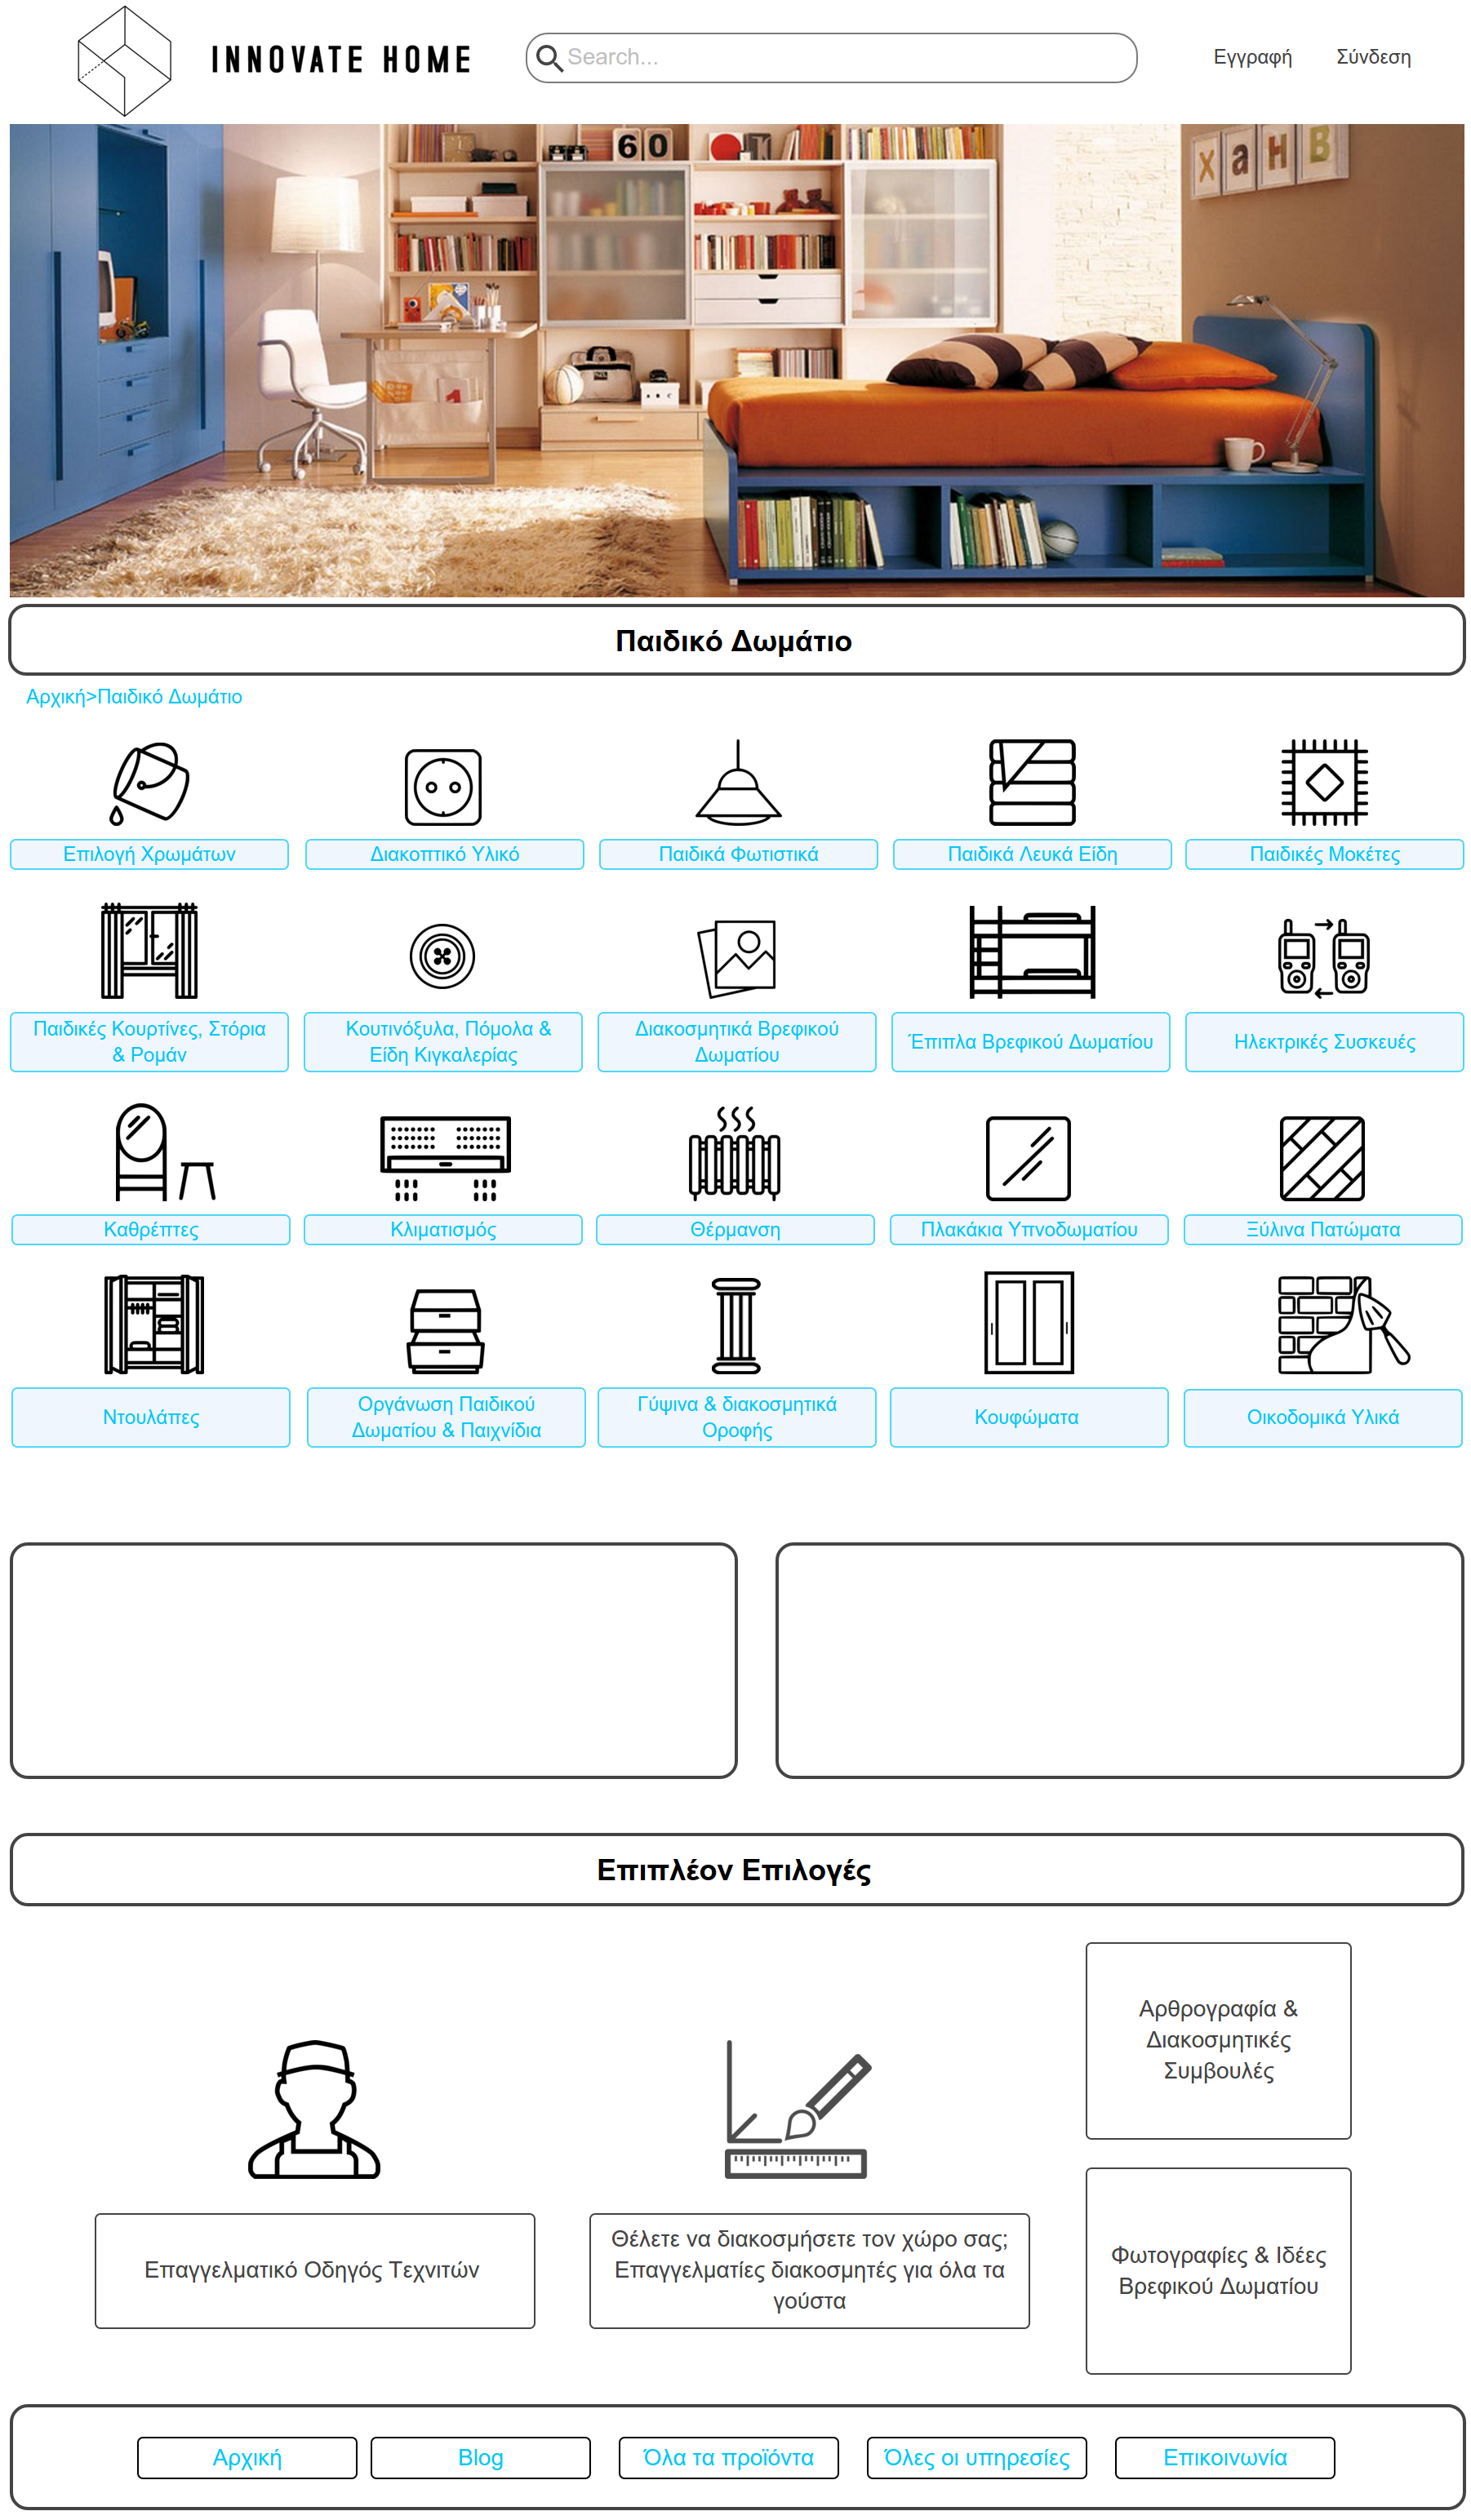 INNOVATE HOME
Search...
Εγγραφή
Σύνδεση
60
ΧαΗΒ
1
Παιδικό Δωμάτιο
Αρχική>Παιδικό Δωμάτιο
Επιλογή Χρωμάτων
Διακοπτικό Υλικό
Παιδικά Φωτιστικά
Παιδικά Λευκά Είδη
Παιδικές Μοκέτες
Παιδικές Κουρτίνες, Στόρια
& Ρομάν
Κουτινόξυλα, Πόμολα &
Είδη Κιγκαλερίας
Διακοσμητικά Βρεφικού
Δωματίου
Έπιπλα Βρεφικού Δωματίου
Ηλεκτρικές Συσκευές
Καθρέπτες
Κλιματισμός
Θέρμανση
Πλακάκια Υπνοδωματίου
Ξύλινα Πατώματα
Ντουλάπες
Οργάνωση Παιδικού
Δωματίου & Παιχνίδια
Γύψινα & διακοσμητικά
Οροφής
Κουφώματα
Οικοδομικά Υλικά
Επιπλέον Επιλογές
Αρθρογραφία &
Διακοσμητικές
Συμβουλές
Επαγγελματικό Οδηγός Τεχνιτών
Θέλετε να διακοσμήσετε τον χώρο σας;
Επαγγελματίες διακοσμητές για όλα τα
γούστα
Φωτογραφίες & Ιδέες
Βρεφικού Δωματίου
Αρχική
Blog
Όλα τα προϊόντα
Όλες οι υπηρεσίες
Επικοινωνία